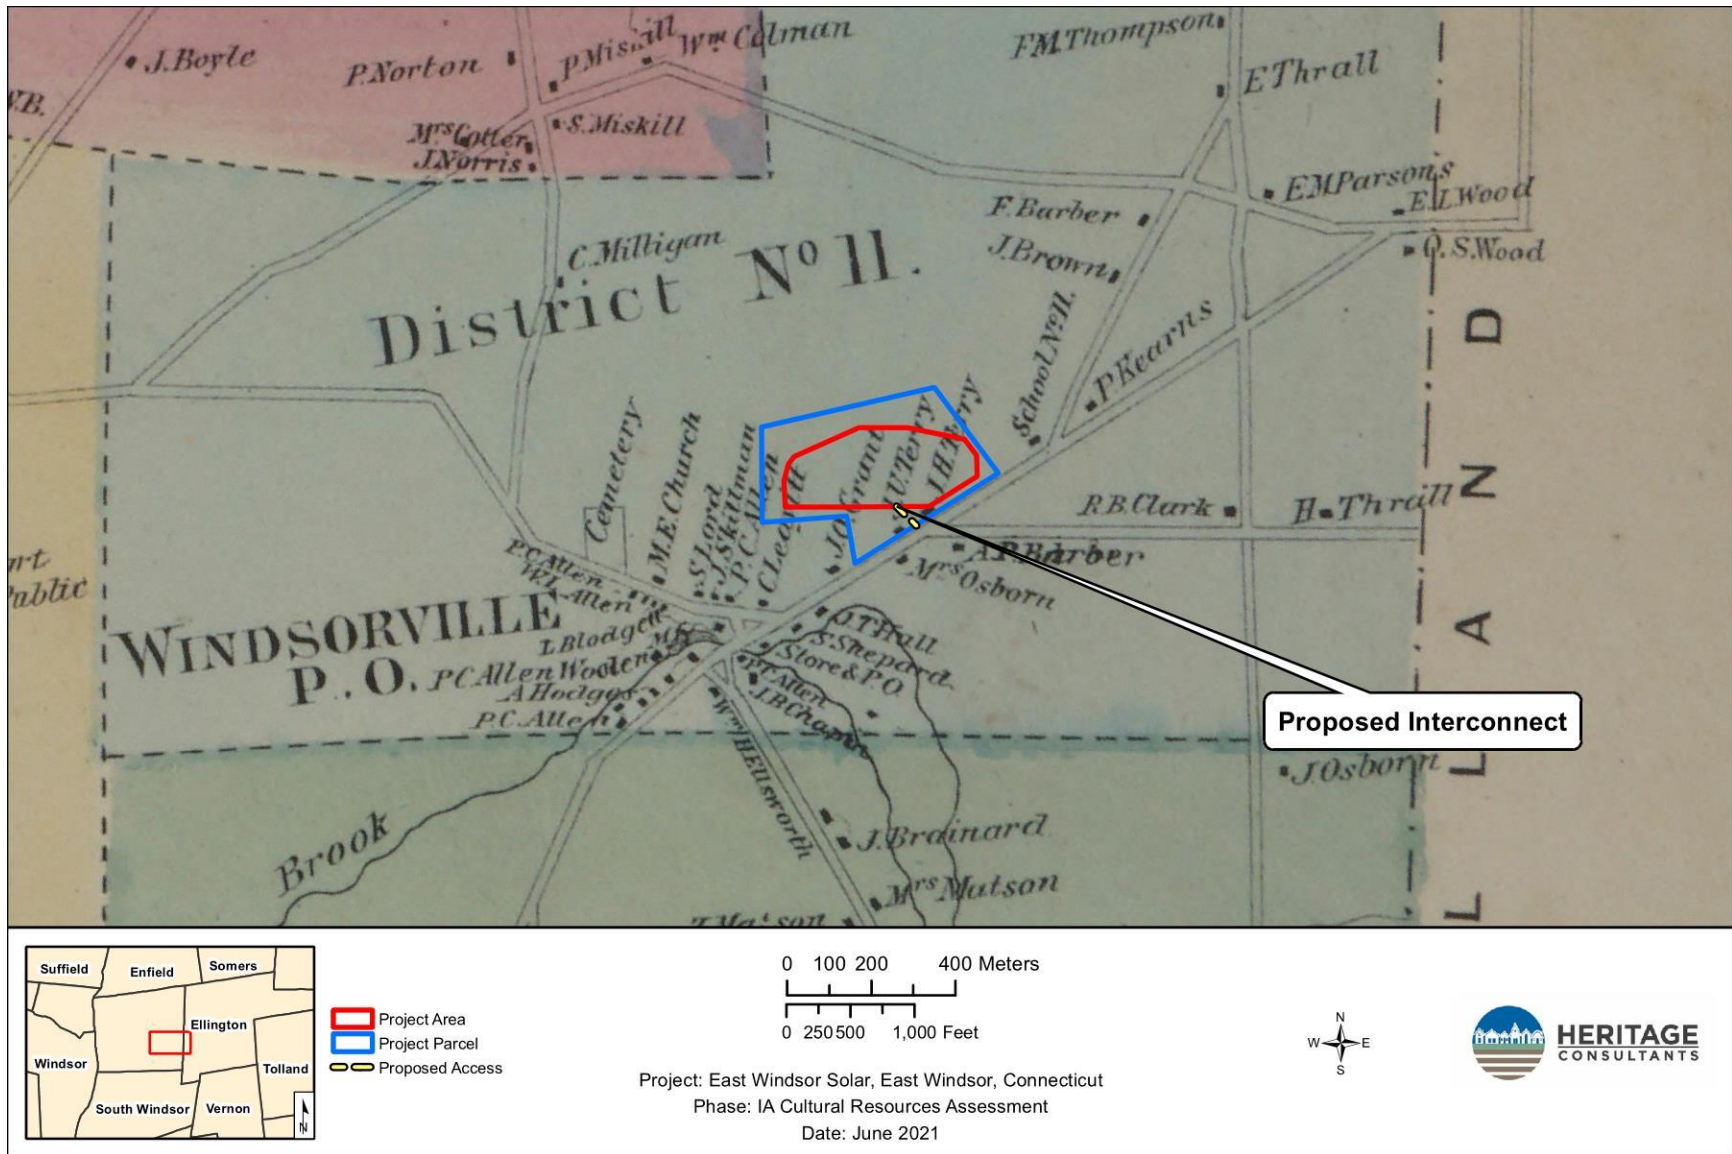 J.Boyle
P.Norton
P.Miskill
Wm Colman
F.M.Thompson
E Thrall
W.B.
Mrs Cotter
S.Miskill
J.Norris
E.M.Parsons
E.L.Wood
F.Barber
J.Brown
O.S.Wood
C.Milligan
District No 11.
School No 11.
P.Kearns
Cemetery
M.E.Church
S.Lord
J.Skillman
P.C.Allen
J.O.Grant
V.Terry
J.H.Terry
R.B.Clark
H.Thrall
Barber
Mrs Osborn
P.C.Allen
W.L.Allen
WINDSORVILLE
P.O.
L Blodgett
P.C.Allen Woolen
A Hodges
P.C.Allen
O.T.Hall
S.Shepard
Store & P.O.
P.C.Allen
J.B.Chapin
Wm H.Ellsworth
Public
Proposed Interconnect
J.Osborn
Brook
J.Brainard
Mrs Matson
T.Matson
L L A N D
Suffield
Enfield
Somers
Ellington
Windsor
Tolland
South Windsor
Vernon
N
Project Area
Project Parcel
Proposed Access
0 100 200 400 Meters
0 250 500 1,000 Feet
Project: East Windsor Solar, East Windsor, Connecticut
Phase: IA Cultural Resources Assessment
Date: June 2021
N
W E
S
HERITAGE
CONSULTANTS